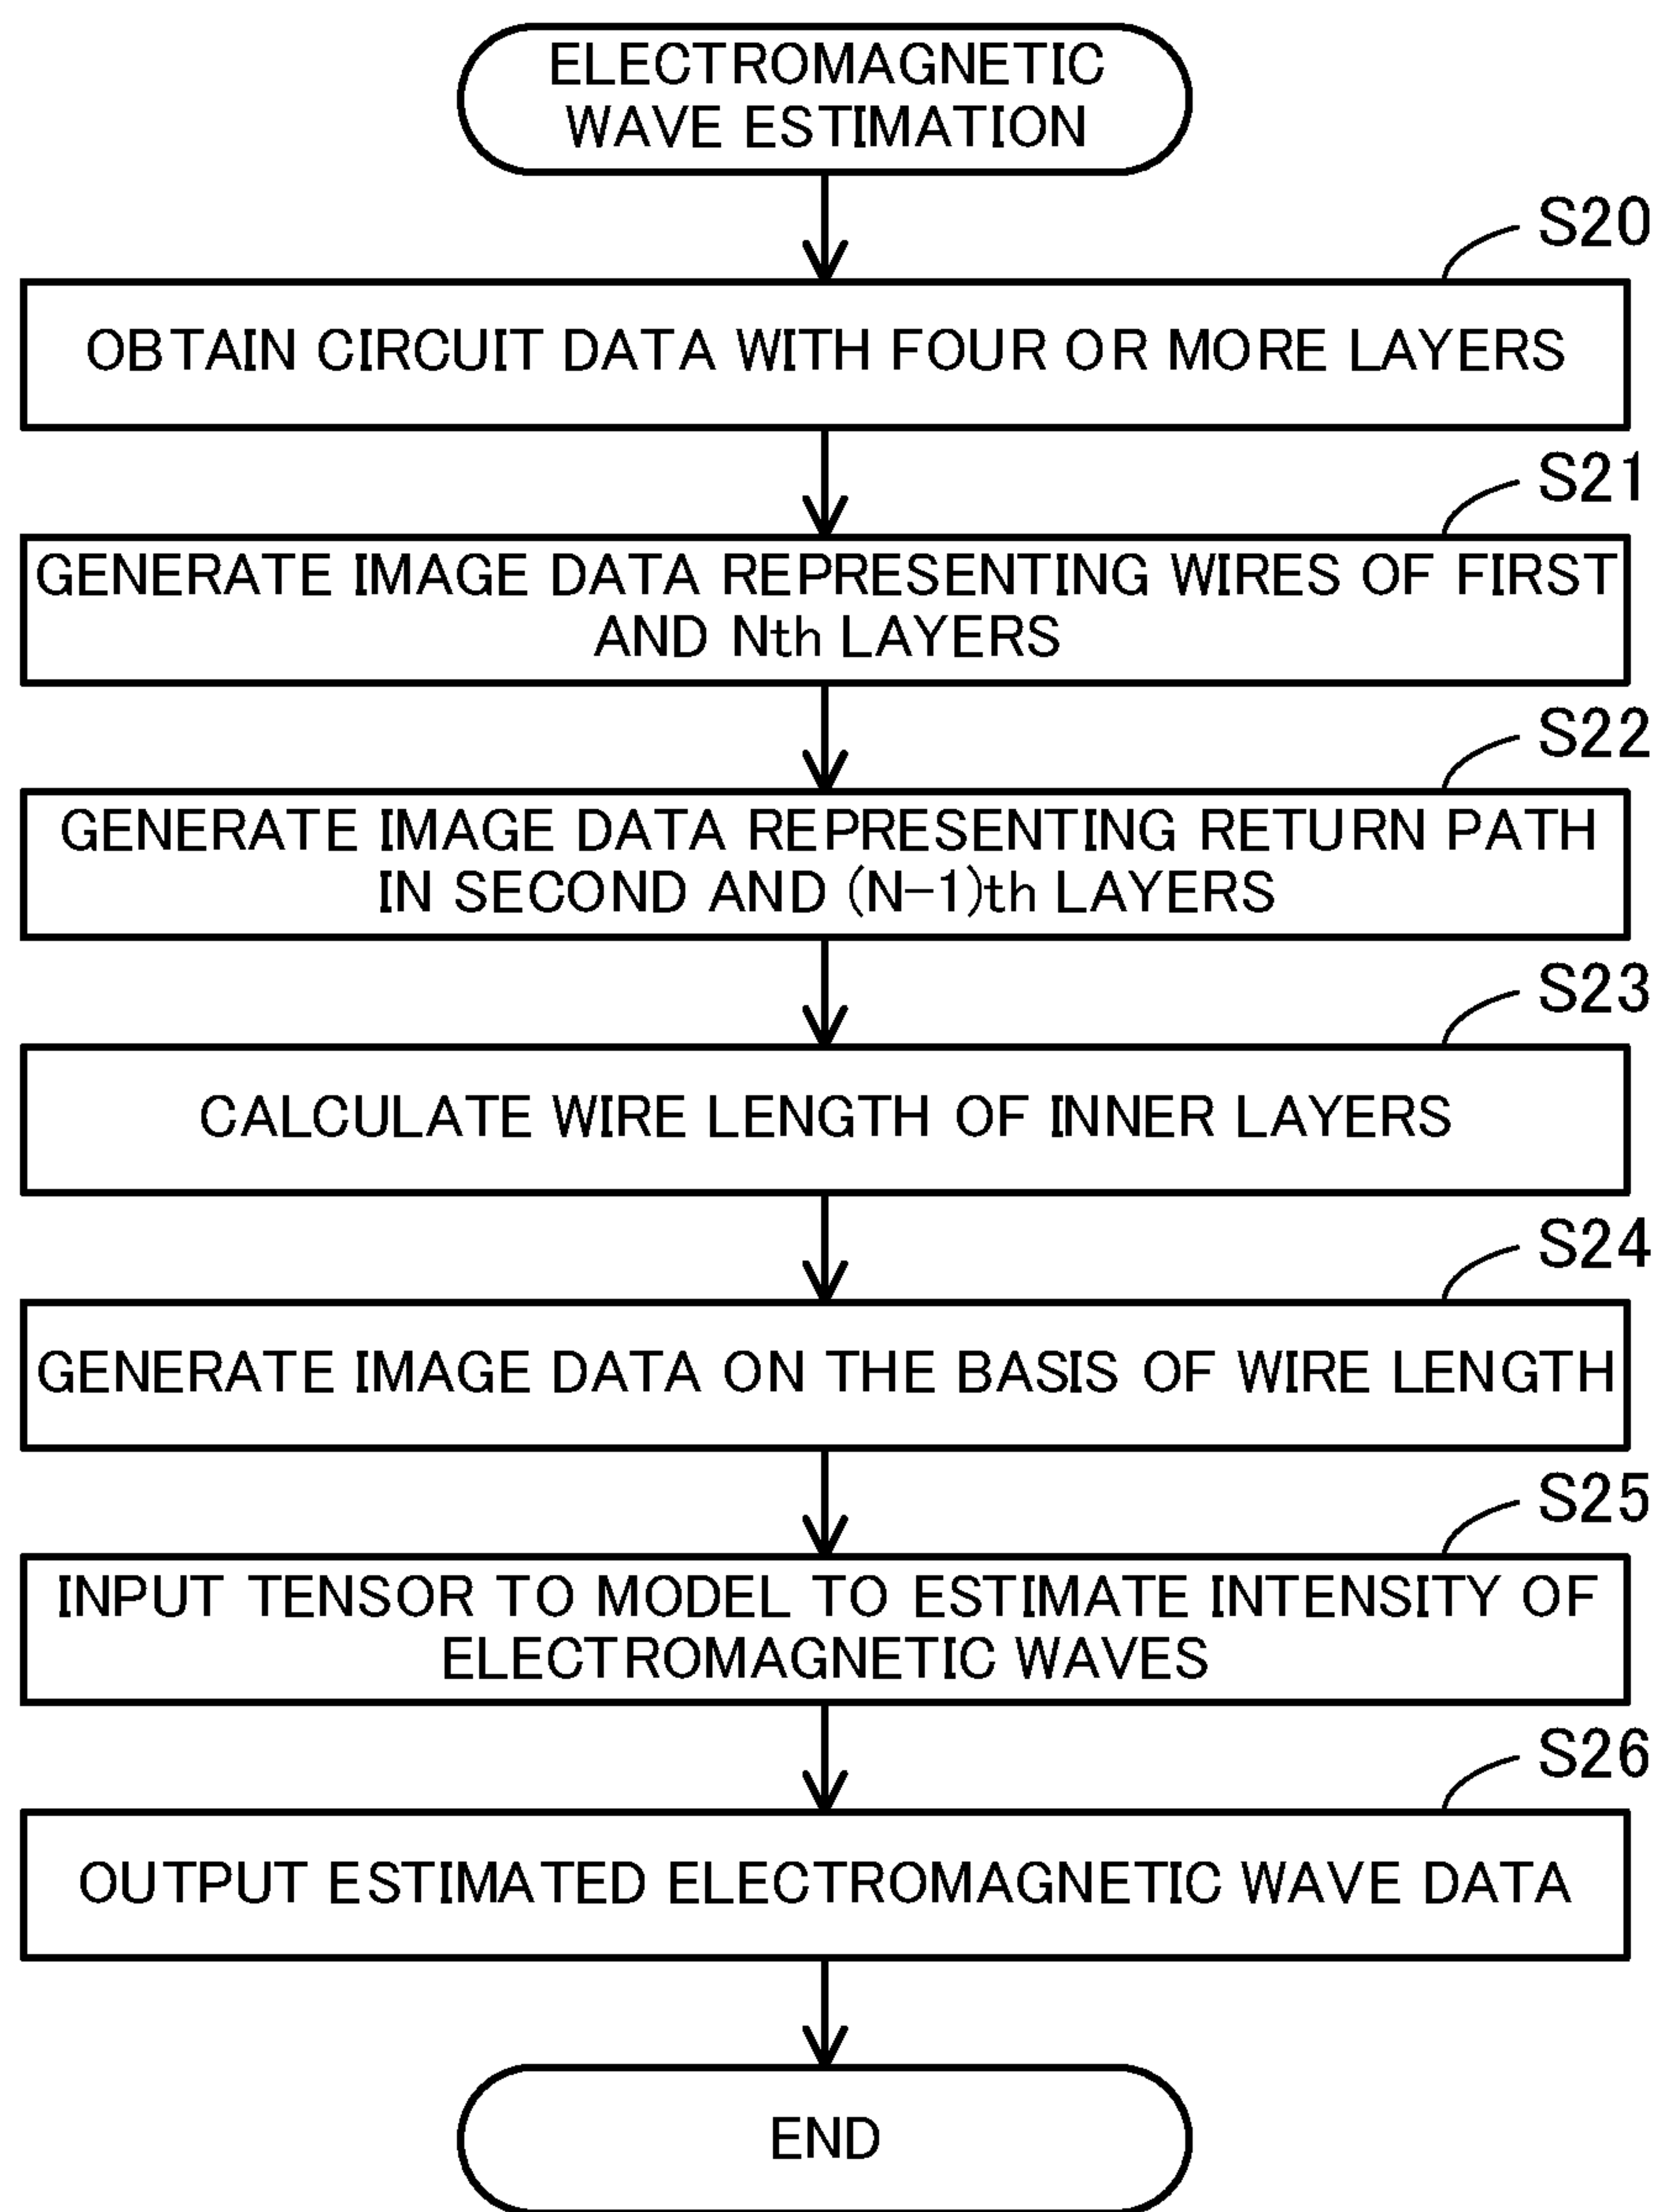 ELECTROMAGNETIC
WAVE ESTIMATION
S20
OBTAIN CIRCUIT DATA WITH FOUR OR MORE LAYERS
S21
GENERATE IMAGE DATA REPRESENTING WIRES OF FIRST
AND Nth LAYERS
S22
GENERATE IMAGE DATA REPRESENTING RETURN PATH
IN SECOND AND (N-1)th LAYERS
S23
CALCULATE WIRE LENGTH OF INNER LAYERS
S24
GENERATE IMAGE DATA ON THE BASIS OF WIRE LENGTH
S25
INPUT TENSOR TO MODEL TO ESTIMATE INTENSITY OF
ELECTROMAGNETIC WAVES
S26
OUTPUT ESTIMATED ELECTROMAGNETIC WAVE DATA
END